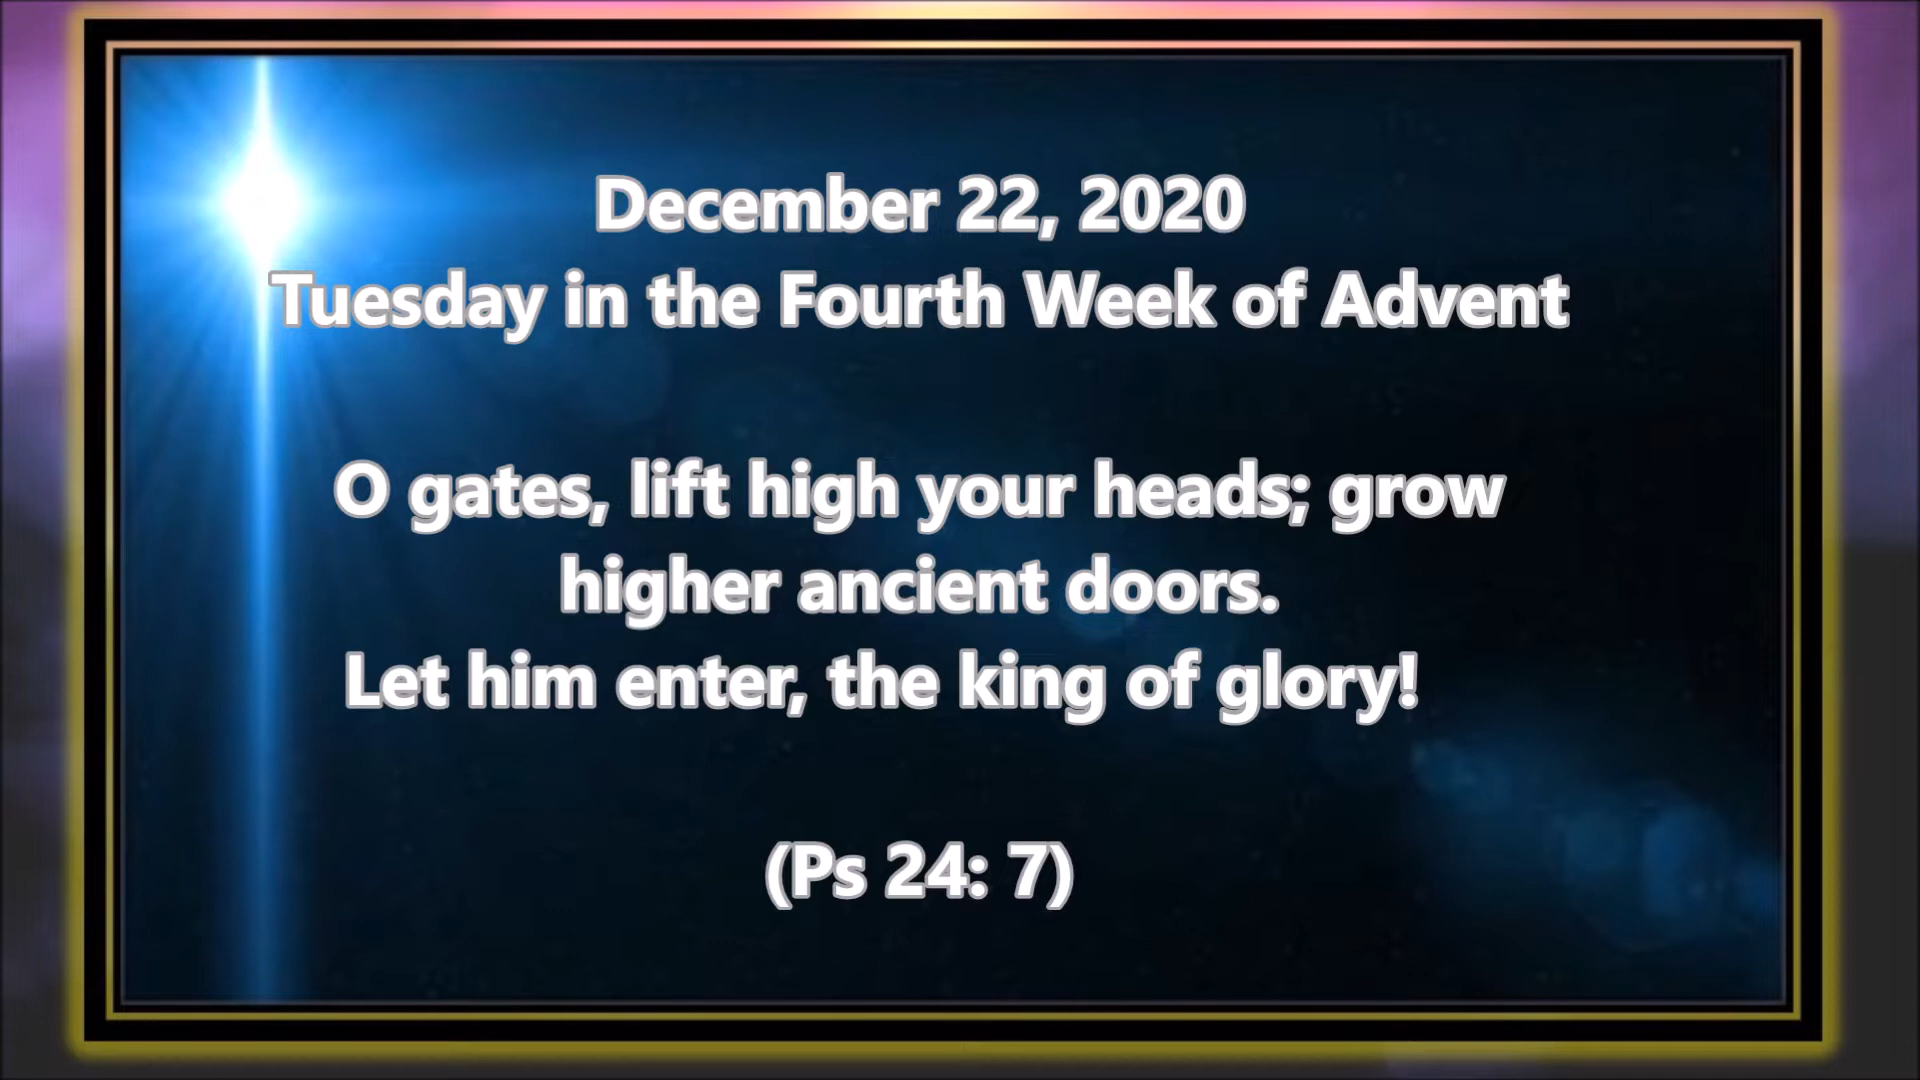 December 22, 2020
Tuesday in the Fourth Week of Advent
O gates, lift high your heads; grow
higher ancient doors.
Let him enter, the king of glory!
(Ps 24: 7)